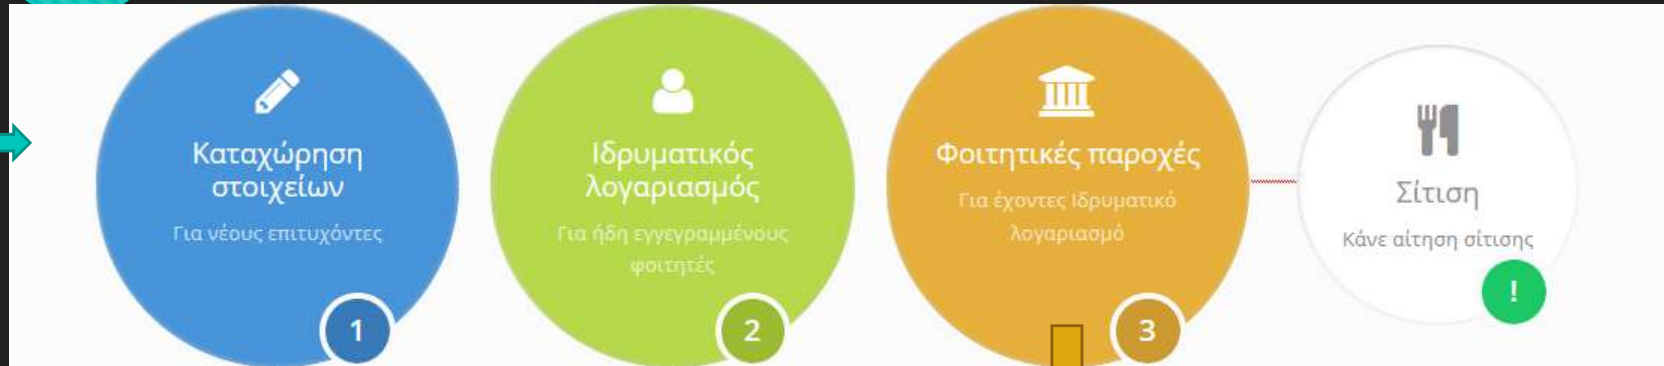 Καταχώρηση
στοιχείων
Για νέους επιτυχόντες
1
Ιδρυματικός
λογαριασμός
Για ήδη εγγεγραμμένους
φοιτητές
2
Φοιτητικές παροχές
Για έχοντες Ιδρυματικό
λογαριασμό
3
Σίτιση
Κάνε αίτηση σίτισης
!